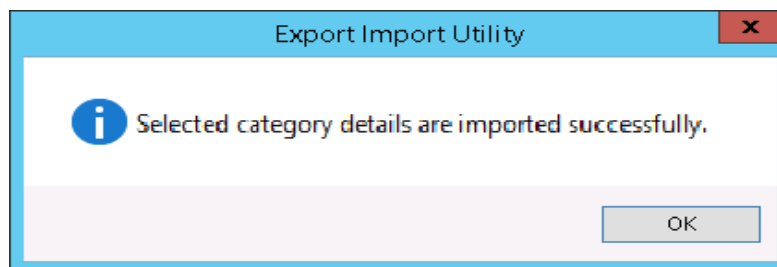 Export Import Utility
Selected category details are imported successfully.
OK